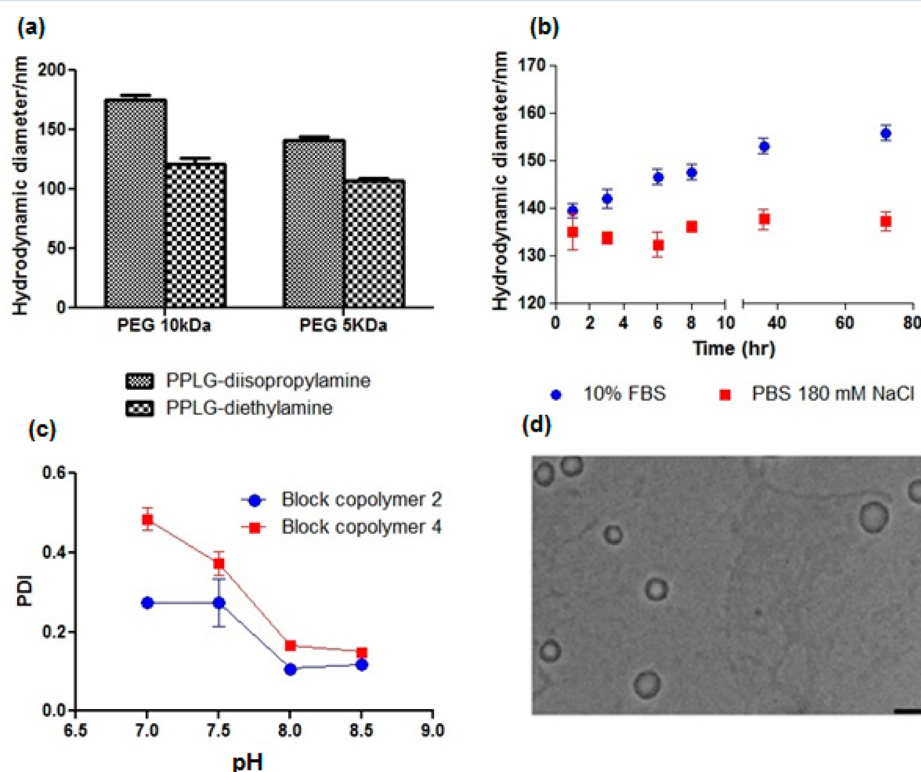 (a)
Hydrodynamic diameter/nm
200
150
100
50
0
PEG 10kDa PEG 5KDa
PPLG-diisopropylamine
PPLG-diethylamine
(b)
Hydrodynamic diameter/nm
170
160
150
140
130
120
0 2 4 6 8 10 20 40 60 80
Time (hr)
10% FBS PBS 180 mM NaCl
(c)
PDI
0.6
0.4
0.2
0.0
Block copolymer 2
Block copolymer 4
6.5 7.0 7.5 8.0 8.5 9.0
pH
(d)